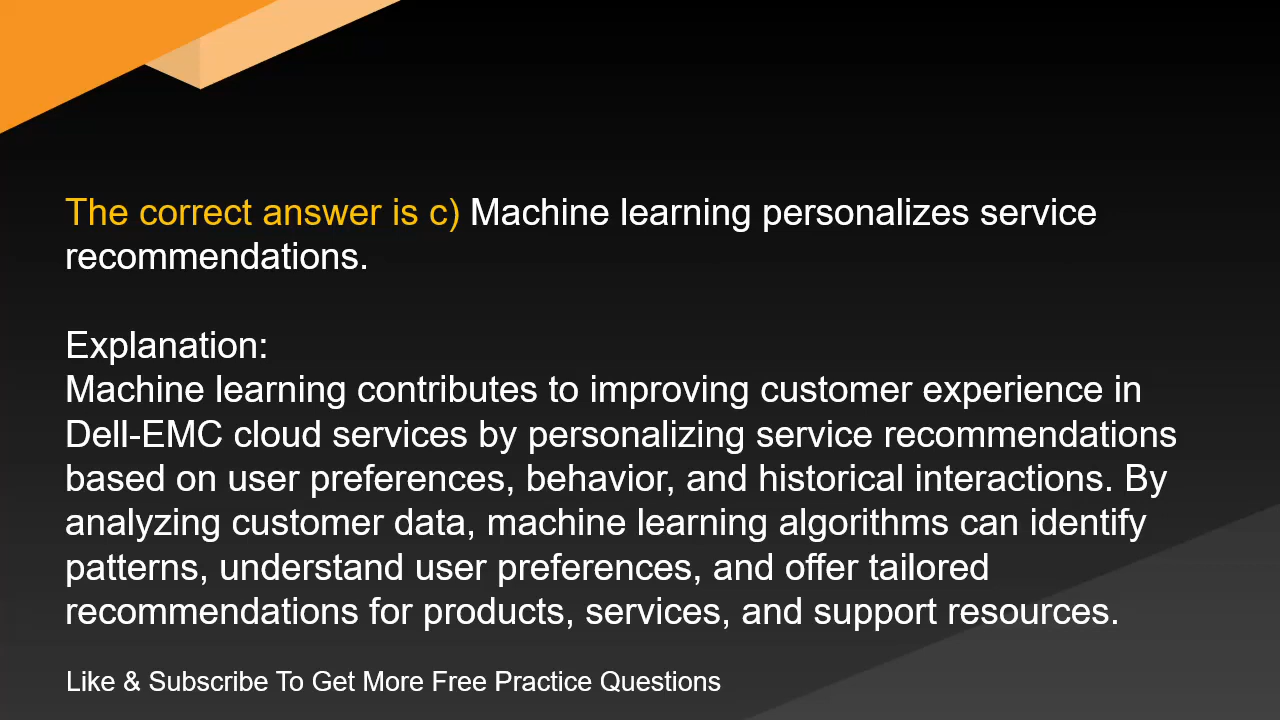 The correct answer is c) Machine learning personalizes service
recommendations.
Explanation:
Machine learning contributes to improving customer experience in
Dell-EMC cloud services by personalizing service recommendations
based on user preferences, behavior, and historical interactions. By
analyzing customer data, machine learning algorithms can identify
patterns, understand user preferences, and offer tailored
recommendations for products, services, and support resources.
Like & Subscribe To Get More Free Practice Questions